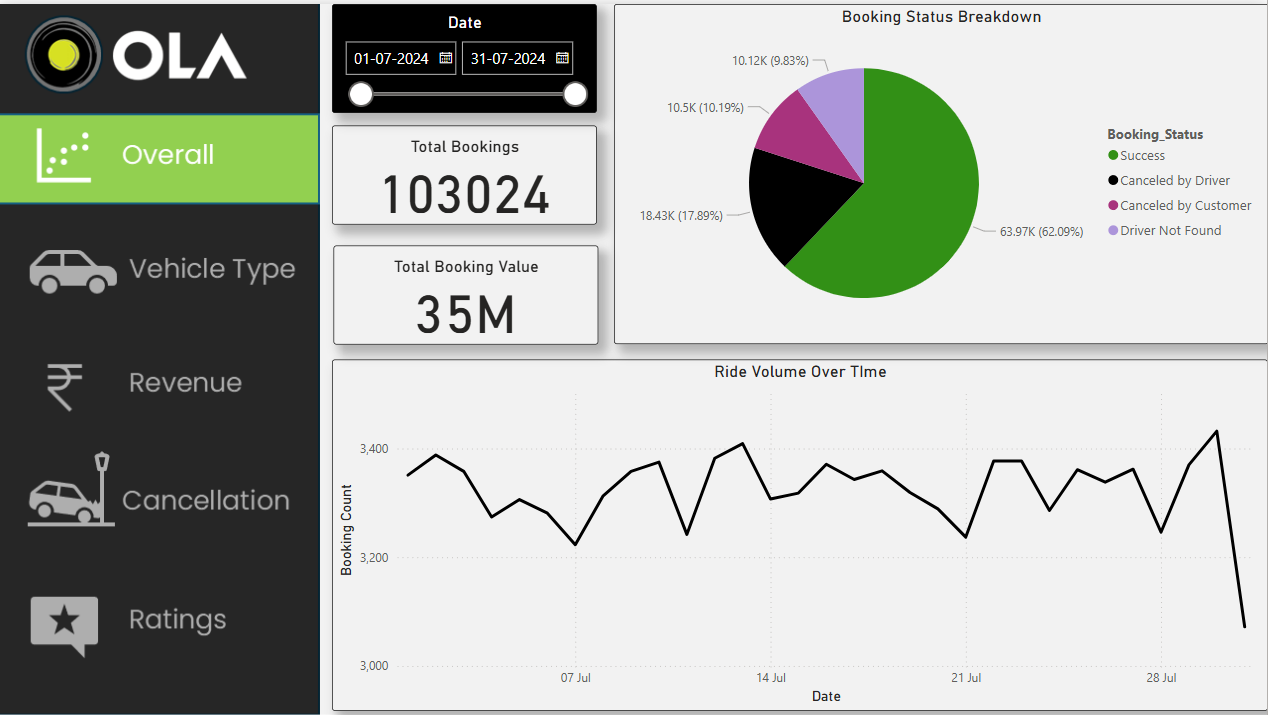 OLA
Overall
Vehicle Type
Revenue
Cancellation
Ratings
Date
01-07-2024
31-07-2024
Total Bookings
103024
Total Booking Value
35M
Booking Status Breakdown
10.12K (9.83%)
10.5K (10.19%)
18.43K (17.89%)
63.97K (62.09%)
Booking_Status
Success
Canceled by Driver
Canceled by Customer
Driver Not Found
Ride Volume Over TIme
Booking Count
3,400
3,200
3,000
07 Jul
14 Jul
21 Jul
28 Jul
Date